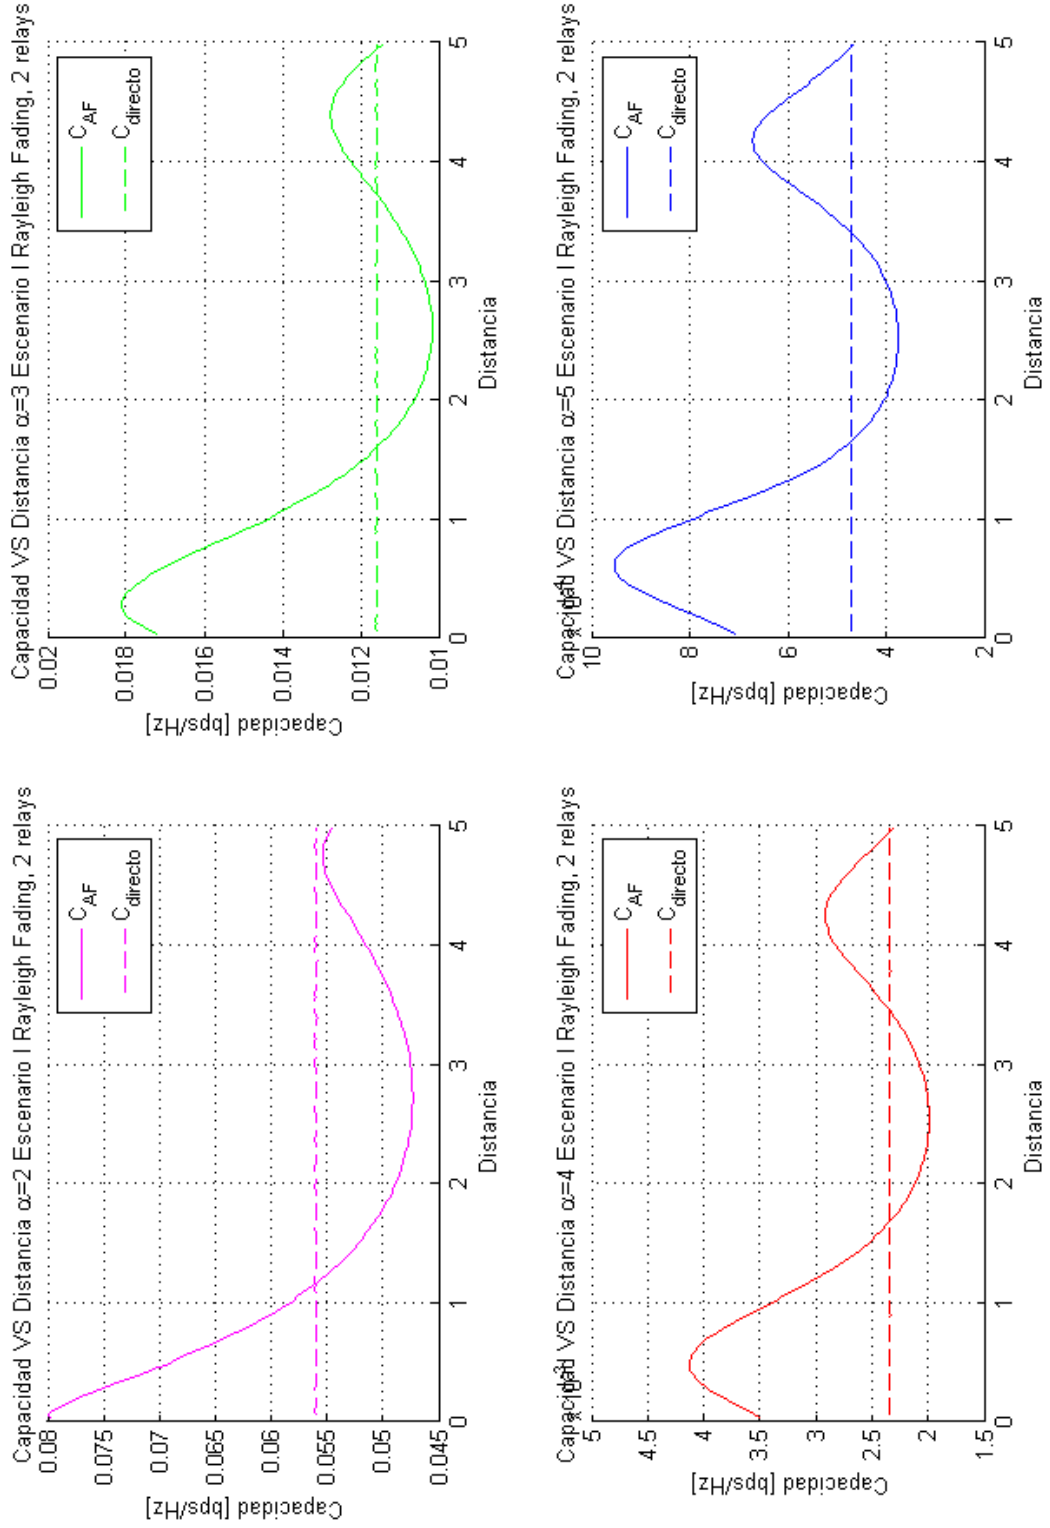 Capacidad VS Distancia α=2 Escenario I Rayleigh Fading, 2 relays
0.08
0.075
0.07
0.065
0.06
0.055
0.05
0.045
Capacidad [bps/Hz]
0 1 2 3 4 5
Distancia
C_AF
C_directo
Capacidad VS Distancia α=3 Escenario I Rayleigh Fading, 2 relays
0.02
0.018
0.016
0.014
0.012
0.01
Capacidad [bps/Hz]
0 1 2 3 4 5
Distancia
C_AF
C_directo
Capacidad VS Distancia α=4 Escenario I Rayleigh Fading, 2 relays
5
4.5
4
3.5
3
2.5
2
1.5
Capacidad [bps/Hz]
0 1 2 3 4 5
Distancia
C_AF
C_directo
Capacidad VS Distancia α=5 Escenario I Rayleigh Fading, 2 relays
10
8
6
4
2
Capacidad [bps/Hz]
0 1 2 3 4 5
Distancia
C_AF
C_directo